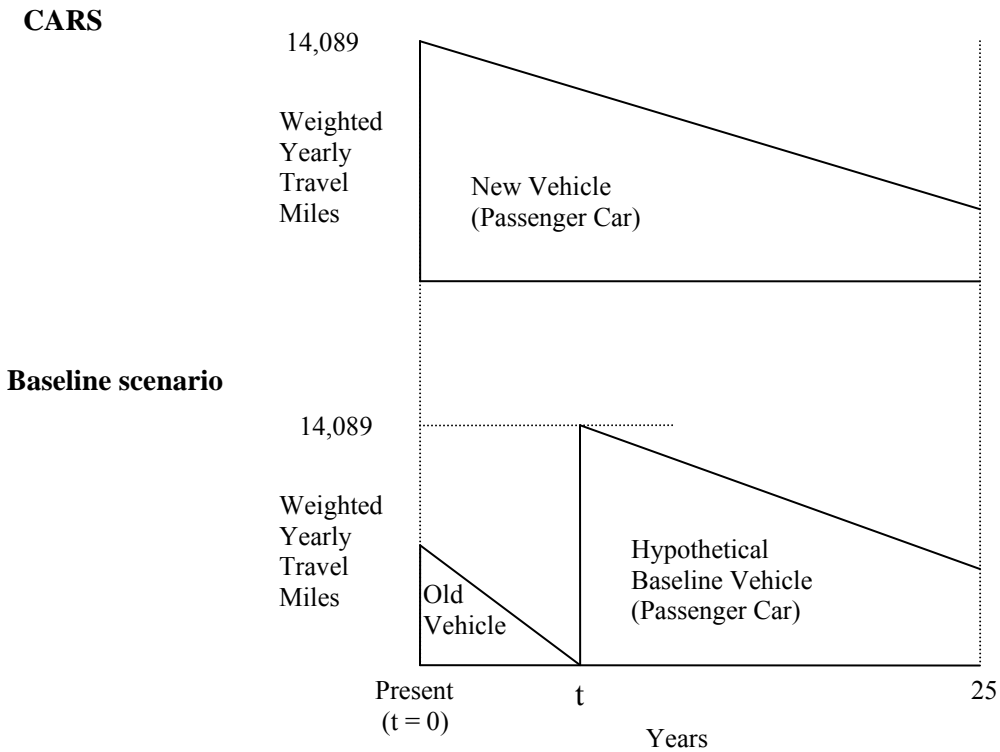 CARS
14,089
Weighted
Yearly
Travel
Miles
New Vehicle
(Passenger Car)
Baseline scenario
14,089
Weighted
Yearly
Travel
Miles
Old
Vehicle
Hypothetical
Baseline Vehicle
(Passenger Car)
Present
(t = 0)
t
25
Years